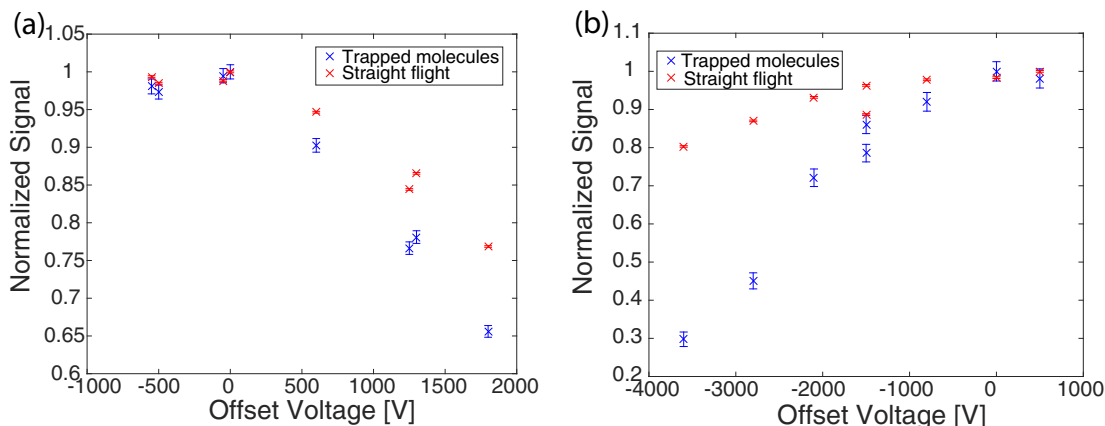 (a)
1.05
1
0.95
0.9
0.85
0.8
0.75
0.7
0.65
0.6
Normalized Signal
-1000 -500 0 500 1000 1500 2000
Offset Voltage [V]
Trapped molecules
Straight flight
(b)
1.1
1
0.9
0.8
0.7
0.6
0.5
0.4
0.3
0.2
Normalized Signal
-4000 -3000 -2000 -1000 0 1000
Offset Voltage [V]
Trapped molecules
Straight flight